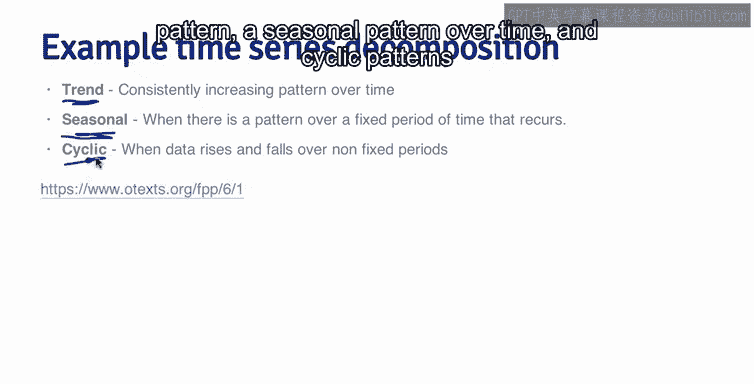 pattern, a seasonal pattern over time, and
cyclic patterns
Example time series decomposition
• Trend - Consistently increasing pattern over time
• Seasonal - When there is a pattern over a fixed period of time that recurs.
• Cyclic - When data rises and falls over non fixed periods
https://www.otexts.org/fpp/6/1